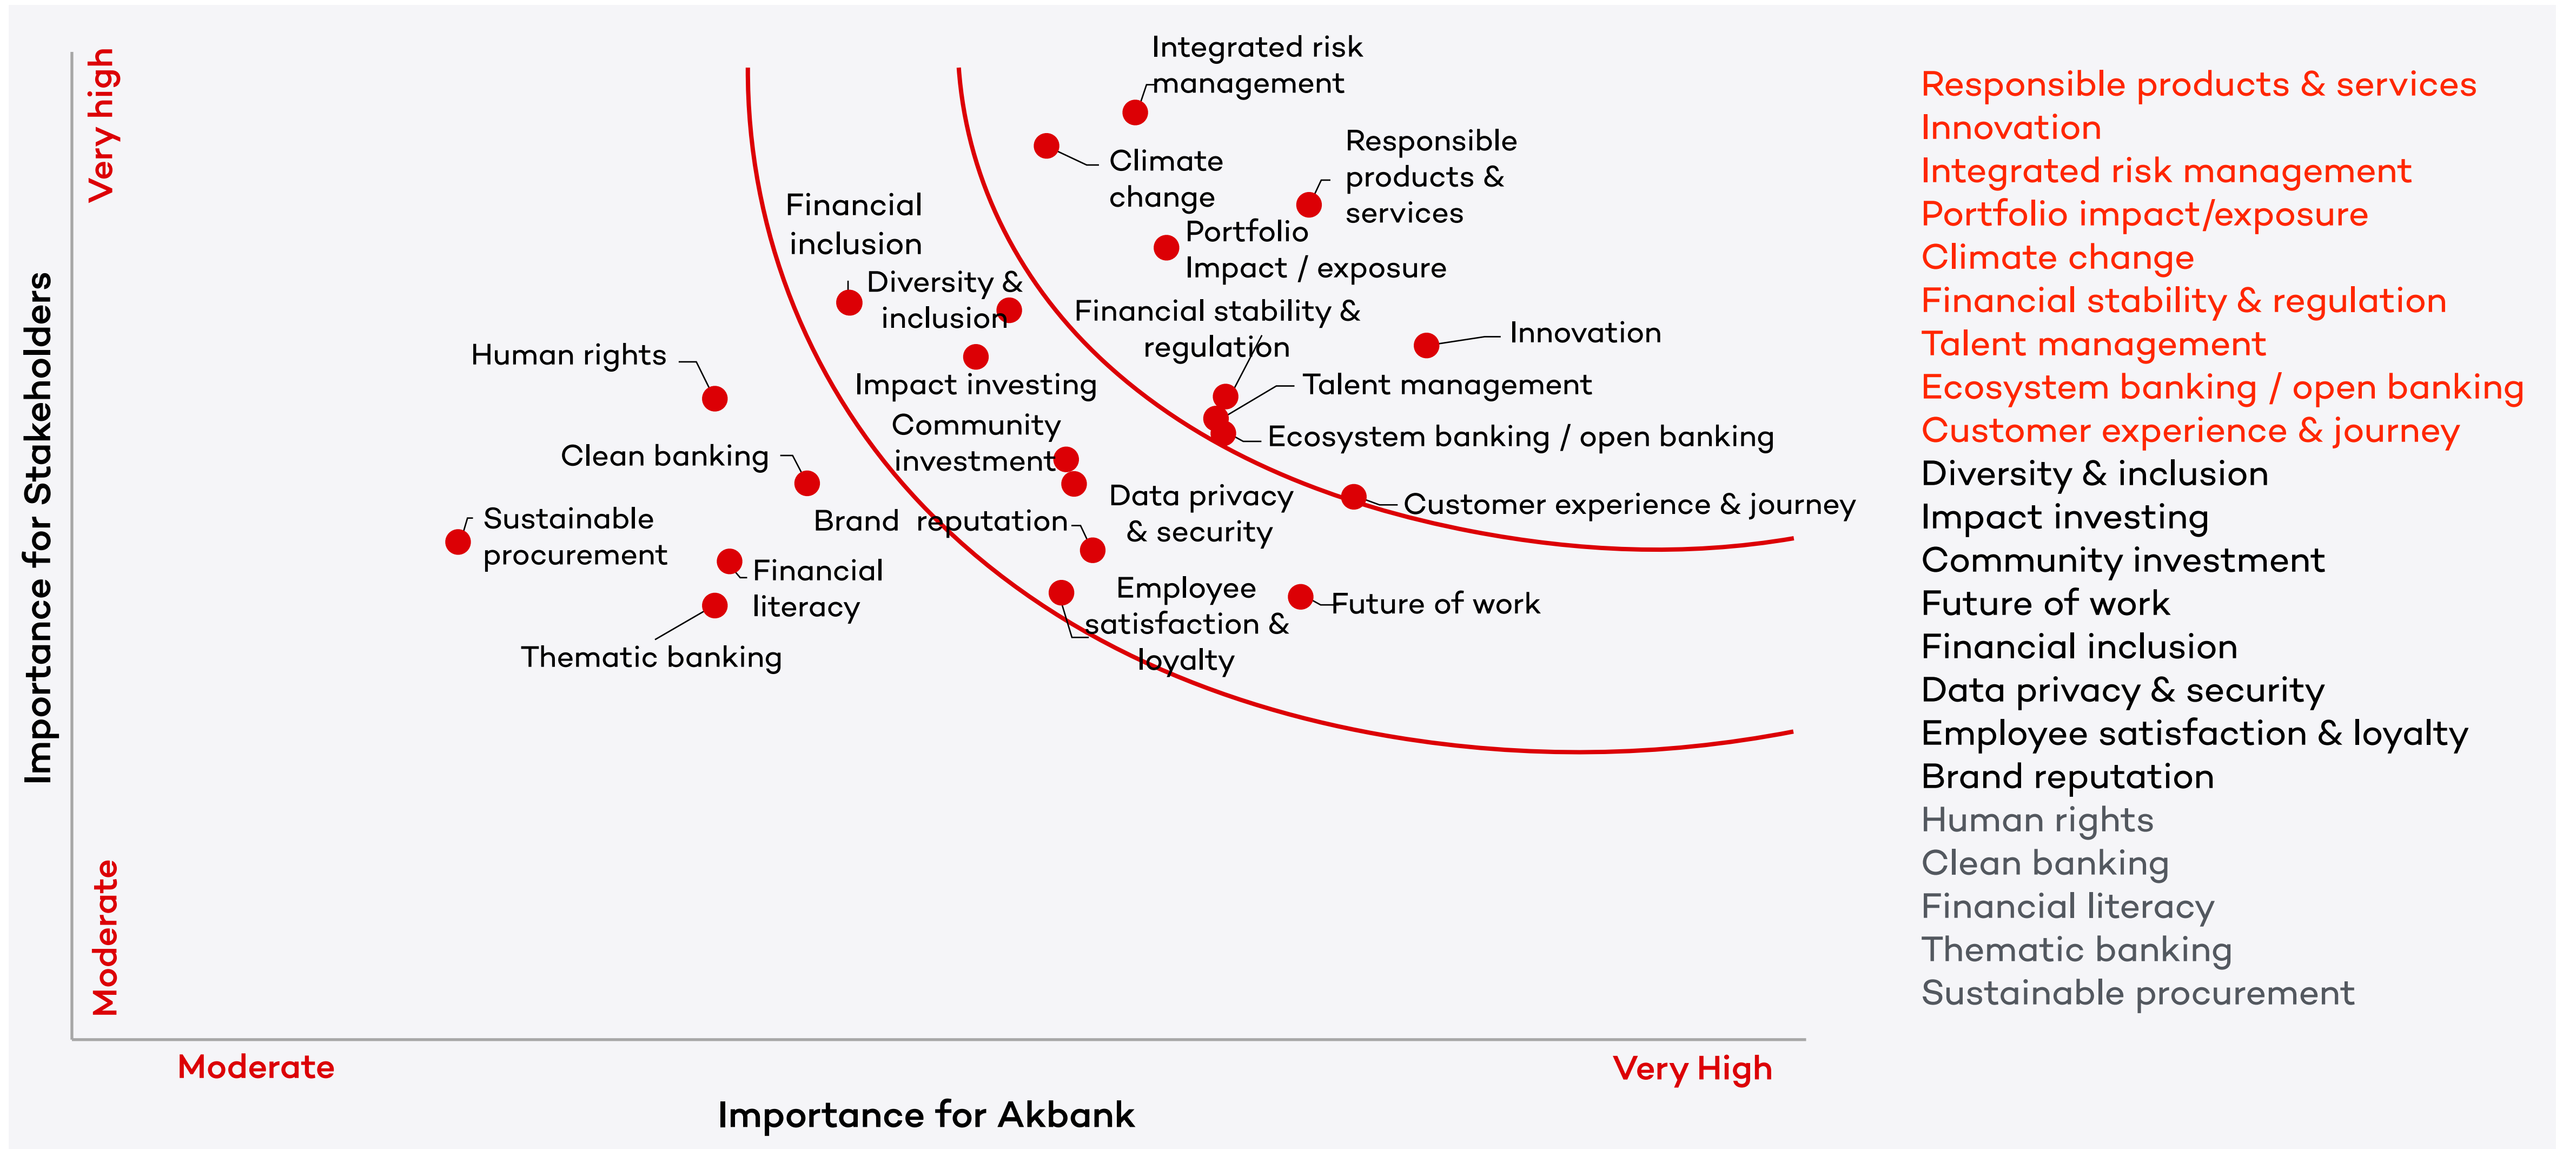 Very high
Importance for Stakeholders
Moderate
Integrated risk
management
Climate
change
Responsible
products &
services
Portfolio
Impact / exposure
Financial
inclusion
Diversity &
inclusion
Financial stability &
regulation
Innovation
Human rights
Impact investing
Talent management
Community
investment
Ecosystem banking / open banking
Clean banking
Data privacy
& security
Customer experience & journey
Sustainable
procurement
Brand reputation
Financial
literacy
Employee
satisfaction &
loyalty
Future of work
Thematic banking
Moderate
Very High
Importance for Akbank
Responsible products & services
Innovation
Integrated risk management
Portfolio impact/exposure
Climate change
Financial stability & regulation
Talent management
Ecosystem banking / open banking
Customer experience & journey
Diversity & inclusion
Impact investing
Community investment
Future of work
Financial inclusion
Data privacy & security
Employee satisfaction & loyalty
Brand reputation
Human rights
Clean banking
Financial literacy
Thematic banking
Sustainable procurement